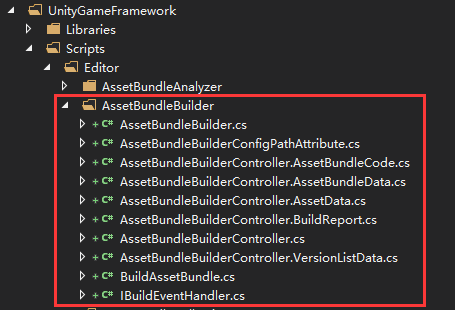 UnityGameFramework
Libraries
Scripts
Editor
AssetBundleAnalyzer
AssetBundleBuilder
+ C# AssetBundleBuilder.cs
+ C# AssetBundleBuilderConfigPathAttribute.cs
+ C# AssetBundleBuilderController.AssetBundleCode.cs
+ C# AssetBundleBuilderController.AssetBundleData.cs
+ C# AssetBundleBuilderController.AssetData.cs
+ C# AssetBundleBuilderController.BuildReport.cs
+ C# AssetBundleBuilderController.cs
+ C# AssetBundleBuilderController.VersionListData.cs
+ C# BuildAssetBundle.cs
+ C# IBuildEventHandler.cs